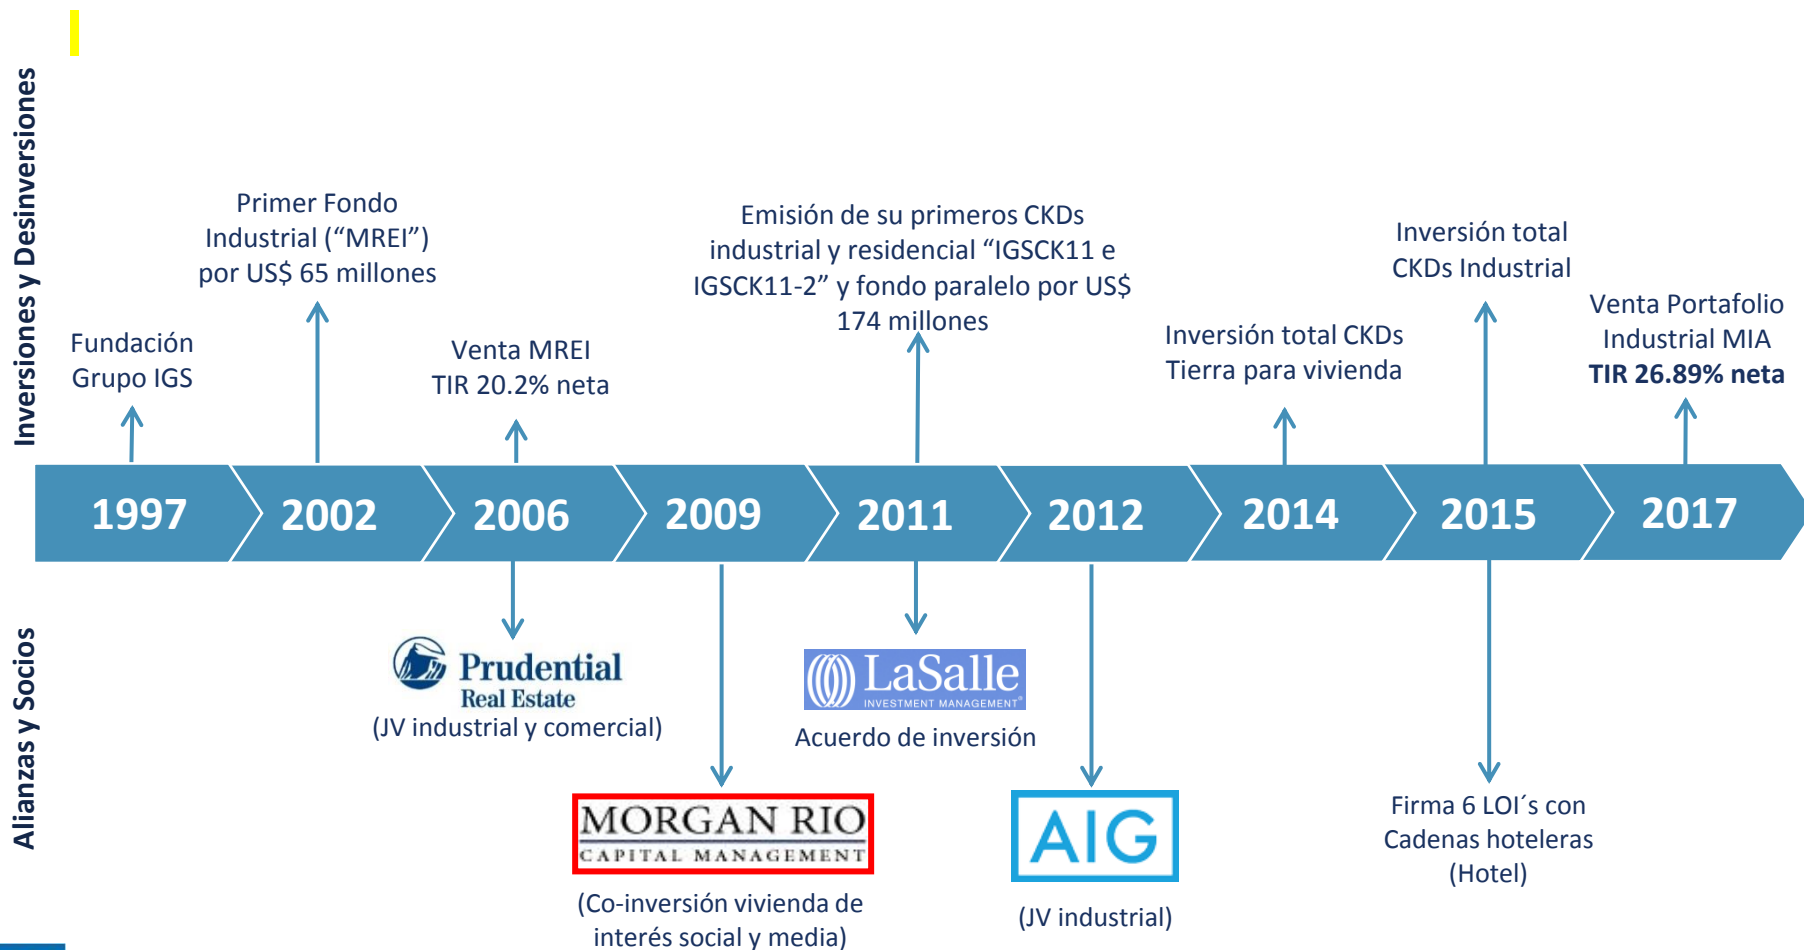 Inversiones y Desinversiones
Fundación
Grupo IGS
Primer Fondo
Industrial (“MREI”)
por US$ 65 millones
Venta MREI
TIR 20.2% neta
Emisión de su primeros CKDs
industrial y residencial “IGSCK11 e
IGSCK11-2” y fondo paralelo por US$
174 millones
Inversión total CKDs
Tierra para vivienda
Inversión total
CKDs Industrial
Venta Portafolio
Industrial MIA
TIR 26.89% neta
1997
2002
2006
2009
2011
2012
2014
2015
2017
Alianzas y Socios
Prudential
Real Estate
(JV industrial y comercial)
MORGAN RIO
CAPITAL MANAGEMENT
(Co-inversión vivienda de
interés social y media)
LaSalle
INVESTMENT MANAGEMENT®
Acuerdo de inversión
AIG
(JV industrial)
Firma 6 LOI´s con
Cadenas hoteleras
(Hotel)